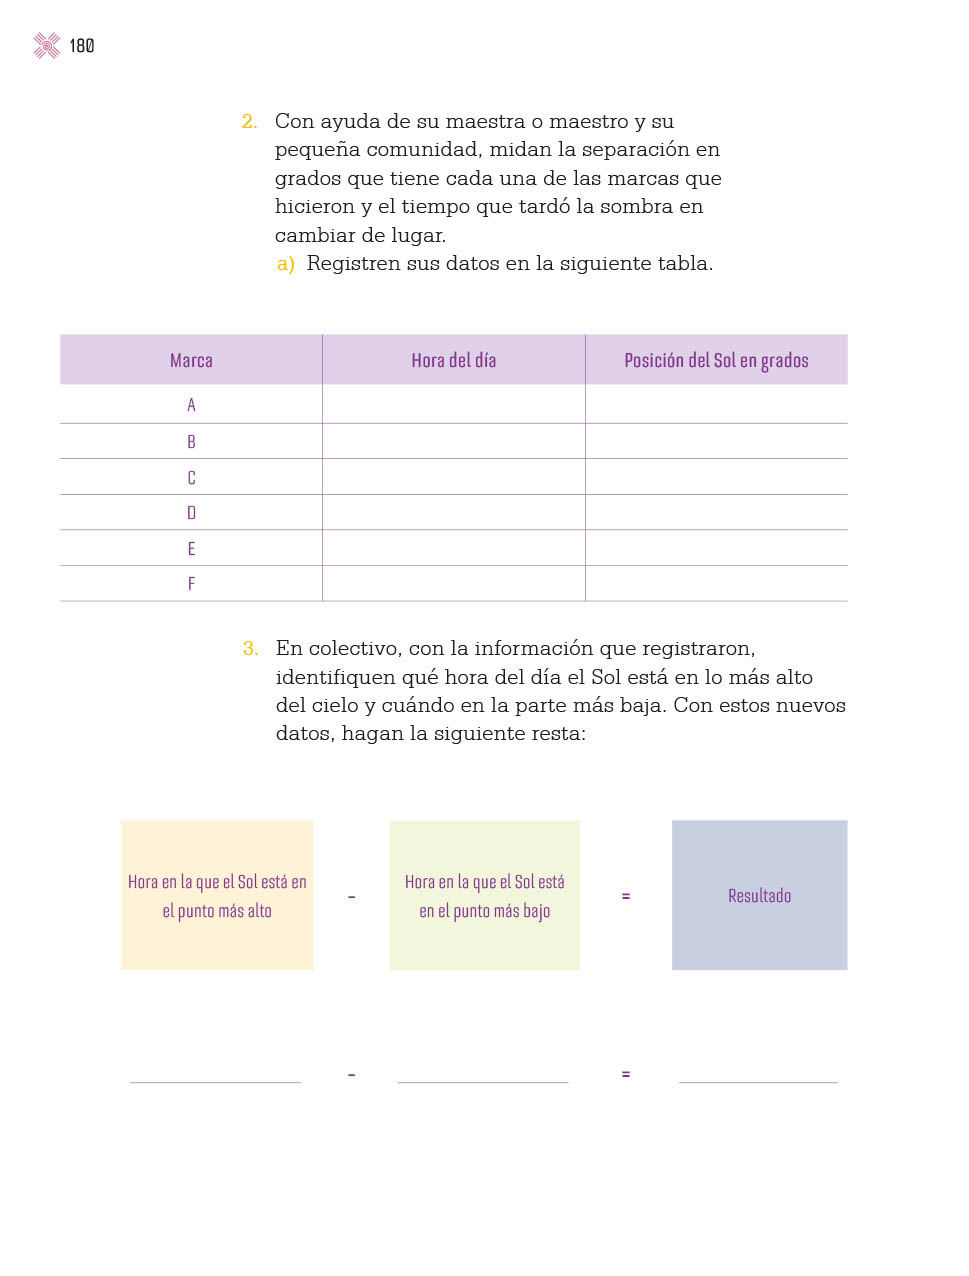 180
2. Con ayuda de su maestra o maestro y su
pequeña comunidad, midan la separación en
grados que tiene cada una de las marcas que
hicieron y el tiempo que tardó la sombra en
cambiar de lugar.
a) Registren sus datos en la siguiente tabla.
Marca Hora del día Posición del Sol en grados
A
B
C
D
E
F
3. En colectivo, con la información que registraron,
identifiquen qué hora del día el Sol está en lo más alto
del cielo y cuándo en la parte más baja. Con estos nuevos
datos, hagan la siguiente resta:
Hora en la que el Sol está en
el punto más alto
-
Hora en la que el Sol está
en el punto más bajo
=
Resultado
- =